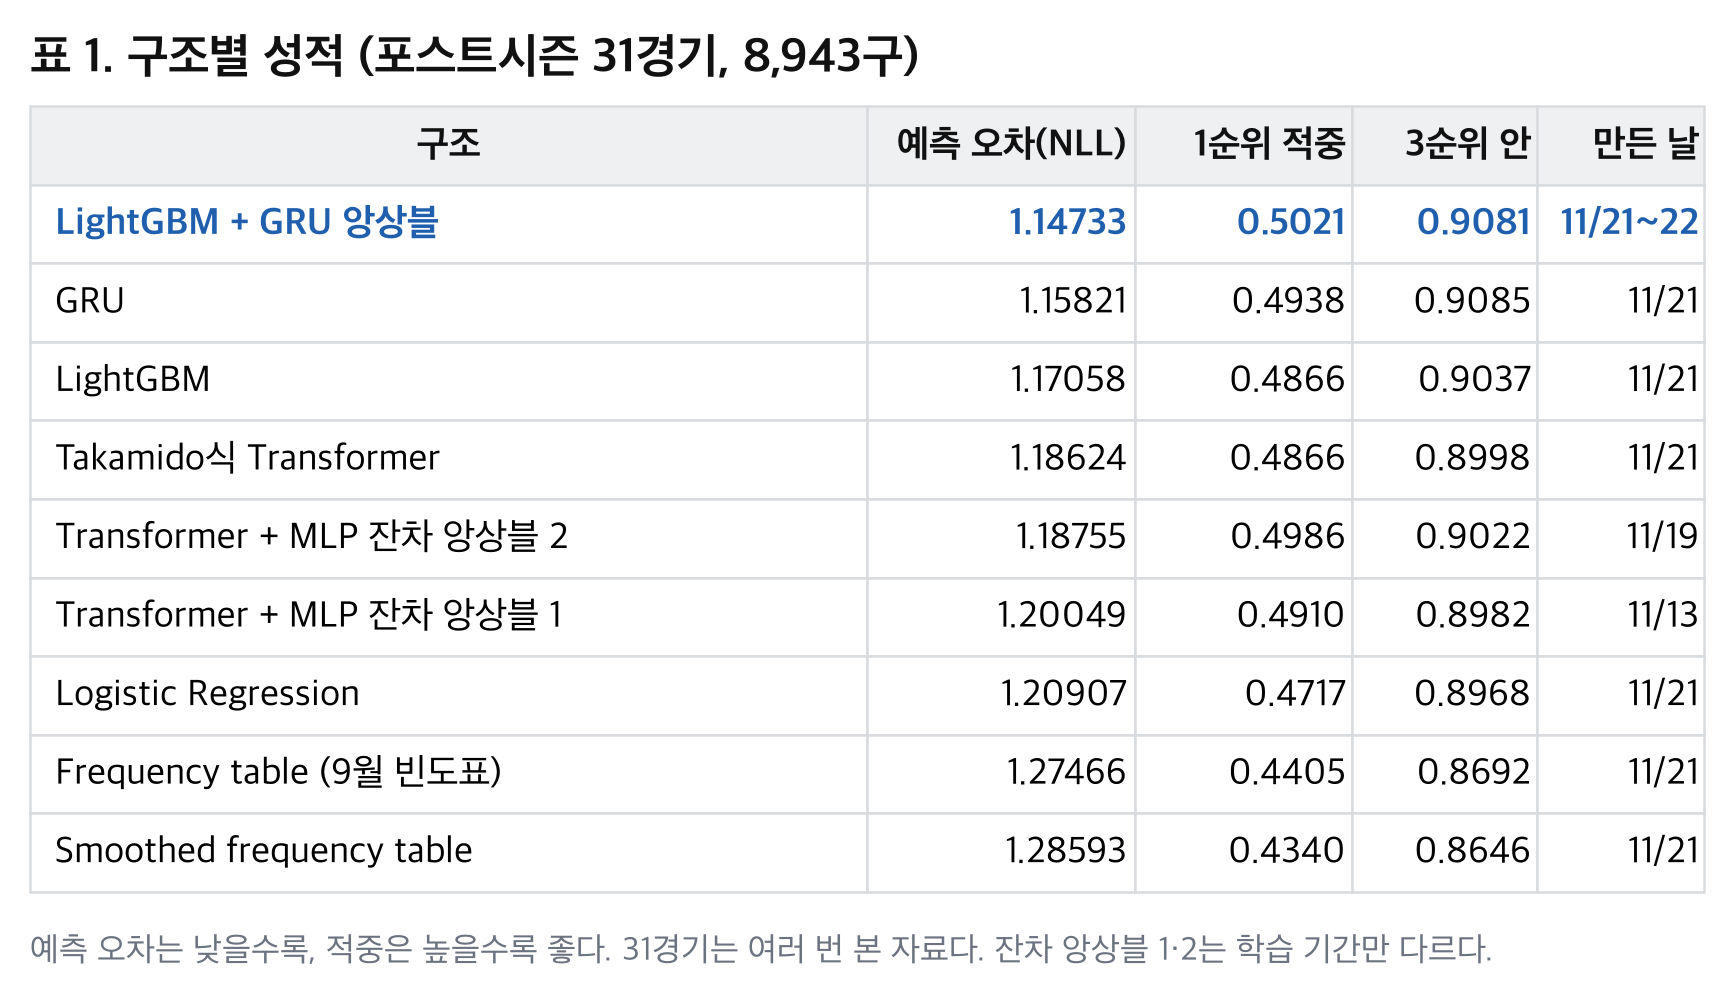 표 1. 구조별 성적 (포스트시즌 31경기, 8,943구)
구조 예측 오차(NLL) 1순위 적중 3순위 안 만든 날
LightGBM + GRU 앙상블 1.14733 0.5021 0.9081 11/21~22
GRU 1.15821 0.4938 0.9085 11/21
LightGBM 1.17058 0.4866 0.9037 11/21
Takamido식 Transformer 1.18624 0.4866 0.8998 11/21
Transformer + MLP 잔차 앙상블 2 1.18755 0.4986 0.9022 11/19
Transformer + MLP 잔차 앙상블 1 1.20049 0.4910 0.8982 11/13
Logistic Regression 1.20907 0.4717 0.8968 11/21
Frequency table (9월 빈도표) 1.27466 0.4405 0.8692 11/21
Smoothed frequency table 1.28593 0.4340 0.8646 11/21
예측 오차는 낮을수록, 적중은 높을수록 좋다. 31경기는 여러 번 본 자료다. 잔차 앙상블 1·2는 학습 기간만 다르다.